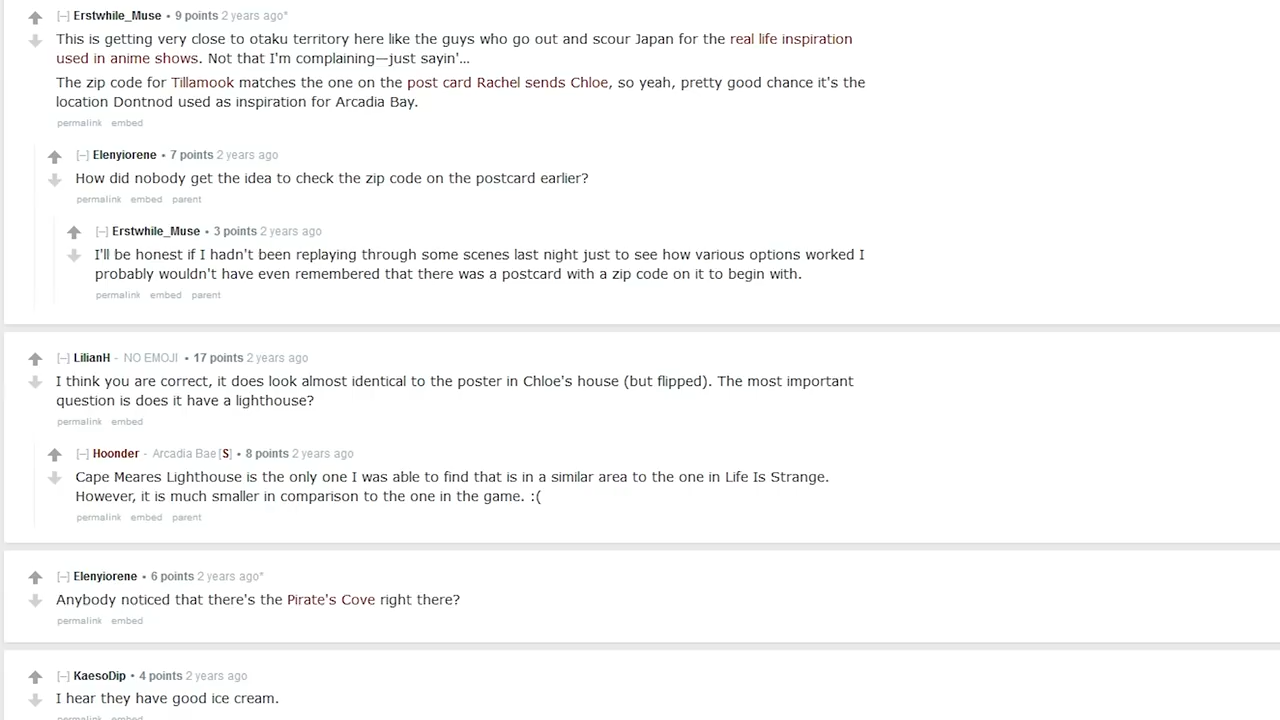 [–] Erstwhile_Muse • 9 points 2 years ago*
This is getting very close to otaku territory here like the guys who go out and scour Japan for the real life inspiration
used in anime shows. Not that I'm complaining—just sayin'...
The zip code for Tillamook matches the one on the post card Rachel sends Chloe, so yeah, pretty good chance it's the
location Dontnod used as inspiration for Arcadia Bay.
permalink embed
[–] Elenyiorene • 7 points 2 years ago
How did nobody get the idea to check the zip code on the postcard earlier?
permalink embed parent
[–] Erstwhile_Muse • 3 points 2 years ago
I'll be honest if I hadn't been replaying through some scenes last night just to see how various options worked I
probably wouldn't have even remembered that there was a postcard with a zip code on it to begin with.
permalink embed parent
[–] LilianH - NO EMOJI • 17 points 2 years ago
I think you are correct, it does look almost identical to the poster in Chloe's house (but flipped). The most important
question is does it have a lighthouse?
permalink embed
[–] Hoonder - Arcadia Bae [S] • 8 points 2 years ago
Cape Meares Lighthouse is the only one I was able to find that is in a similar area to the one in Life Is Strange.
However, it is much smaller in comparison to the one in the game. :(
permalink embed parent
[–] Elenyiorene • 6 points 2 years ago*
Anybody noticed that there's the Pirate's Cove right there?
permalink embed
[–] KaesoDip • 4 points 2 years ago
I hear they have good ice cream.
permalink embed